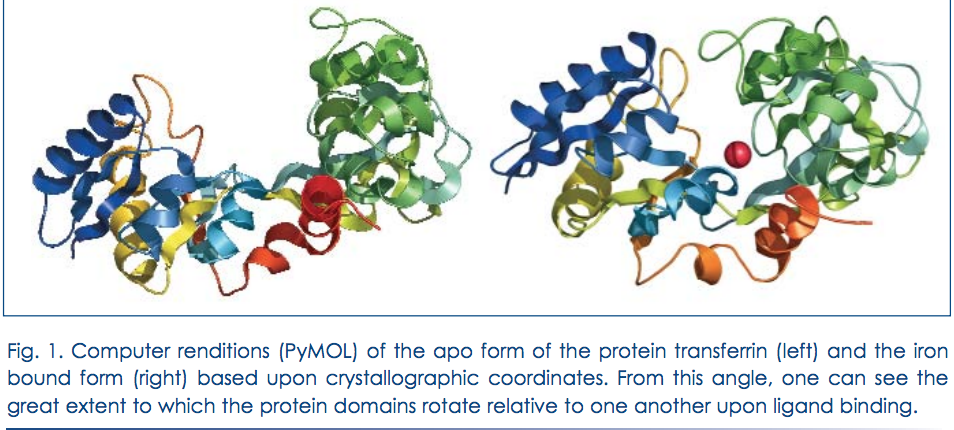 Fig. 1. Computer renditions (PyMOL) of the apo form of the protein transferrin (left) and the iron
bound form (right) based upon crystallographic coordinates. From this angle, one can see the
great extent to which the protein domains rotate relative to one another upon ligand binding.